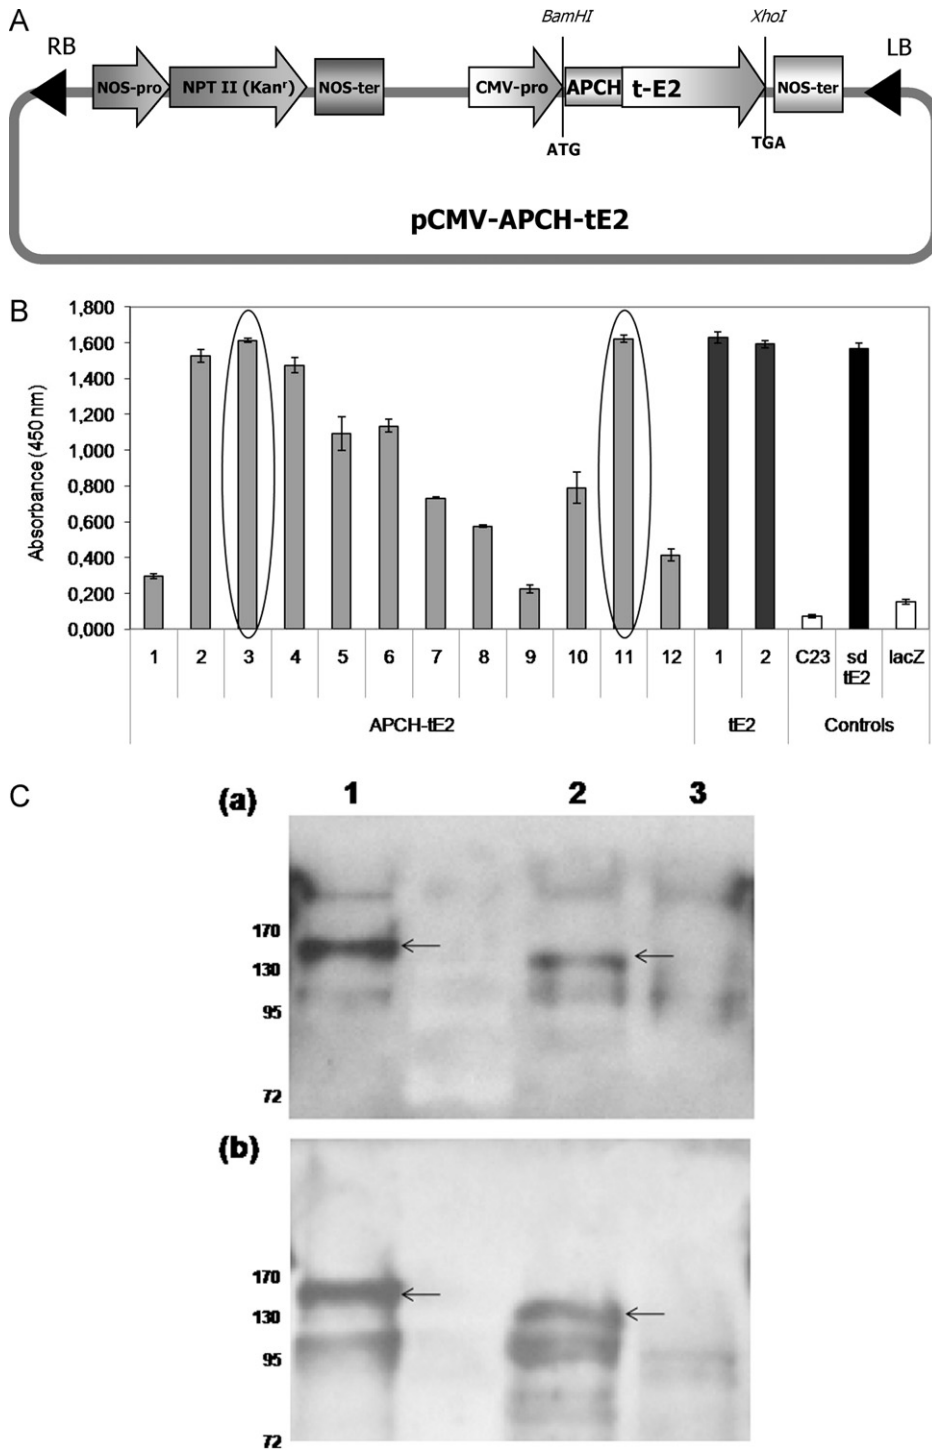 A
BamHI XhoI
RB LB
NOS-pro NPT II (Kanʳ) NOS-ter CMV-pro APCH t-E2 NOS-ter
ATG TGA
pCMV-APCH-tE2
B
Absorbance (450 nm)
1,800
1,600
1,400
1,200
1,000
0,800
0,600
0,400
0,200
0,000
1 2 3 4 5 6 7 8 9 10 11 12 1 2 C23 sd tE2 lacZ
APCH-tE2 tE2 Controls
C
(a) 1 2 3
170
130
95
72
(b)
170
130
95
72